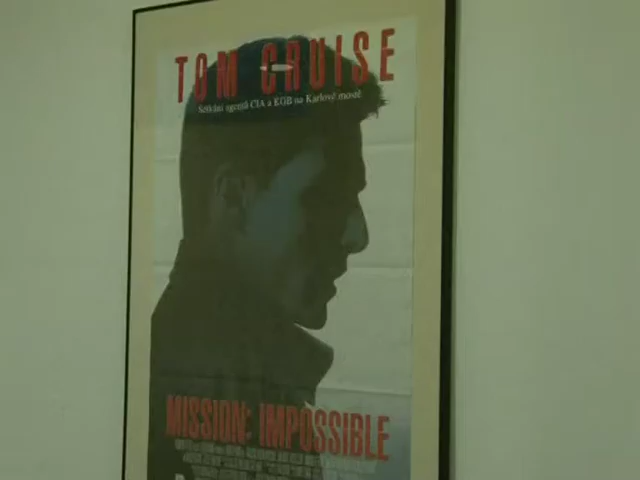 TOM CRUISE
Setkání agentů CIA a KGB na Karlově mostě
MISSION: IMPOSSIBLE